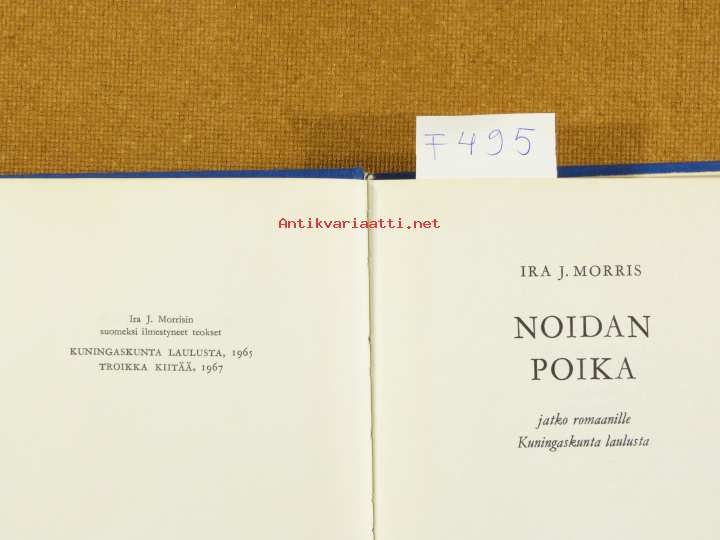 F495
Antikvariaatti.net
Ira J. Morrisin
suomeksi ilmestyneet teokset
KUNINGASKUNTA LAULUSTA, 1965
TROIKKA KIITÄÄ, 1967
IRA J. MORRIS
NOIDAN
POIKA
jatko romaanille
Kuningaskunta laulusta